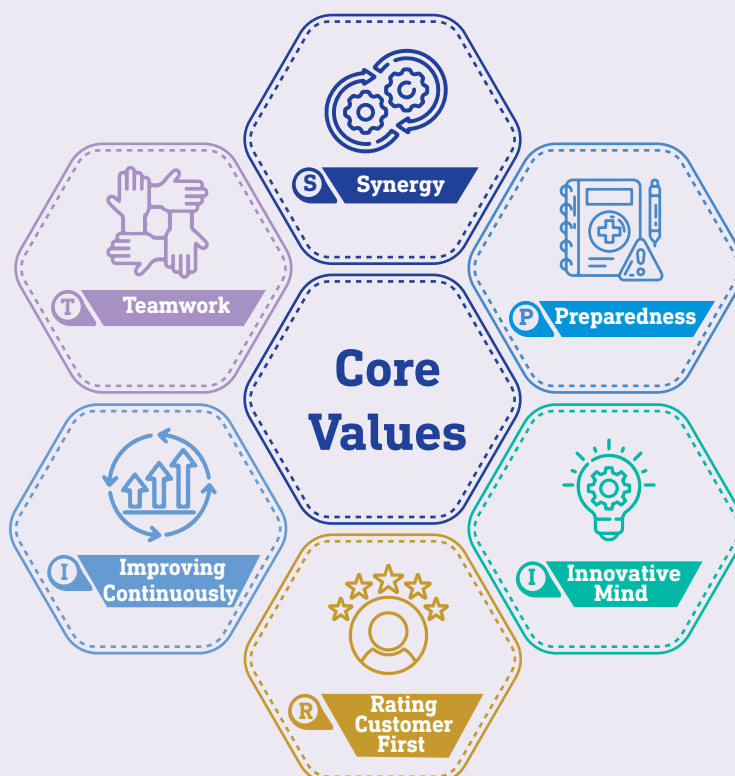 S Synergy
P Preparedness
T Teamwork
Core
Values
I Improving
Continuously
I Innovative
Mind
R Rating
Customer
First